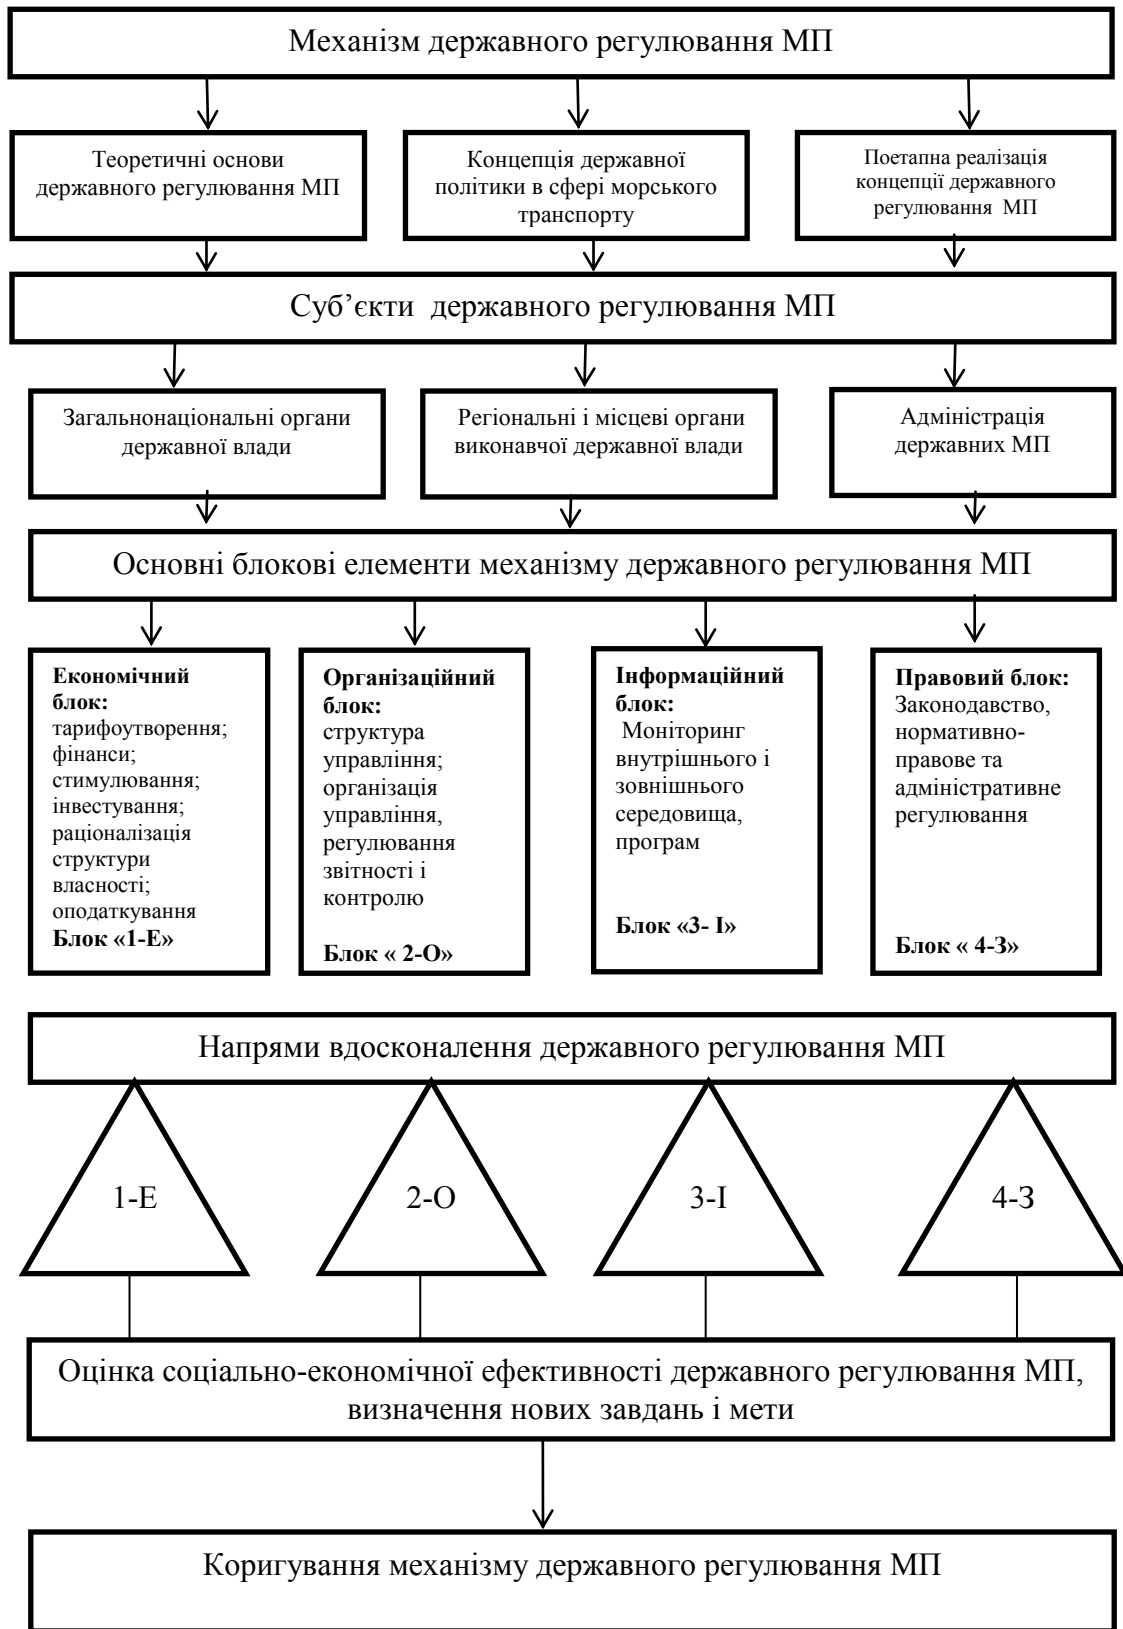 Механізм державного регулювання МП
Теоретичні основи
державного регулювання МП
Концепція державної
політики в сфері морського
транспорту
Поетапна реалізація
концепції державного
регулювання МП
Суб’єкти державного регулювання МП
Загальнонаціональні органи
державної влади
Регіональні і місцеві органи
виконавчої державної влади
Адміністрація
державних МП
Основні блокові елементи механізму державного регулювання МП
Економічний
блок:
тарифоутворення;
фінанси;
стимулювання;
інвестування;
раціоналізація
структури
власності;
оподаткування
Блок «1-Е»
Організаційний
блок:
структура
управління;
організація
управління,
регулювання
звітності і
контролю
Блок « 2-О»
Інформаційний
блок:
Моніторинг
внутрішнього і
зовнішнього
середовища,
програм
Блок «3- І»
Правовий блок:
Законодавство,
нормативно-
правове та
адміністративне
регулювання
Блок « 4-З»
Напрями вдосконалення державного регулювання МП
1-Е
2-О
3-І
4-З
Оцінка соціально-економічної ефективності державного регулювання МП,
визначення нових завдань і мети
Коригування механізму державного регулювання МП